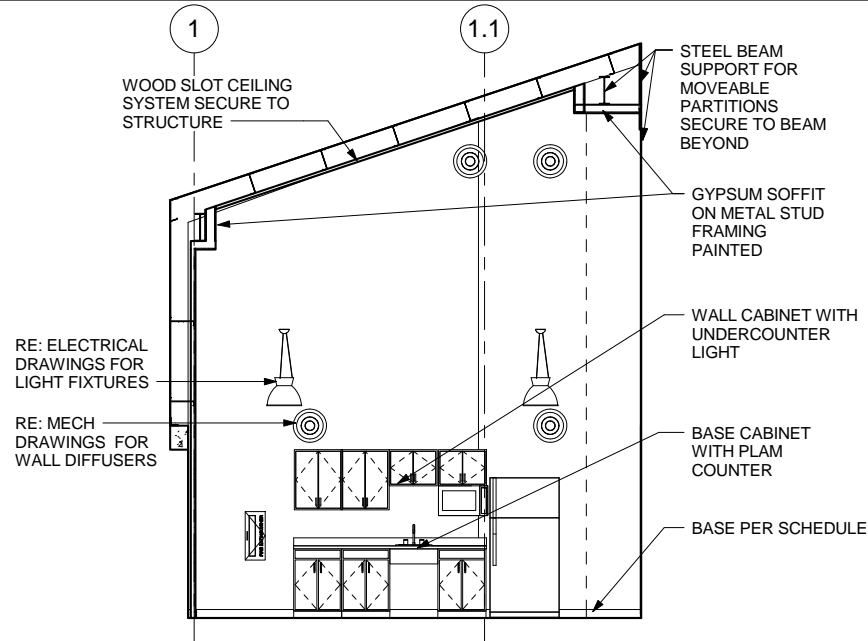 1
1.1
WOOD SLOT CEILING
SYSTEM SECURE TO
STRUCTURE
STEEL BEAM
SUPPORT FOR
MOVEABLE
PARTITIONS
SECURE TO BEAM
BEYOND
GYPSUM SOFFIT
ON METAL STUD
FRAMING
PAINTED
WALL CABINET WITH
UNDERCOUNTER
LIGHT
RE: ELECTRICAL
DRAWINGS FOR
LIGHT FIXTURES
RE: MECH
DRAWINGS FOR
WALL DIFFUSERS
BASE CABINET
WITH PLAM
COUNTER
BASE PER SCHEDULE